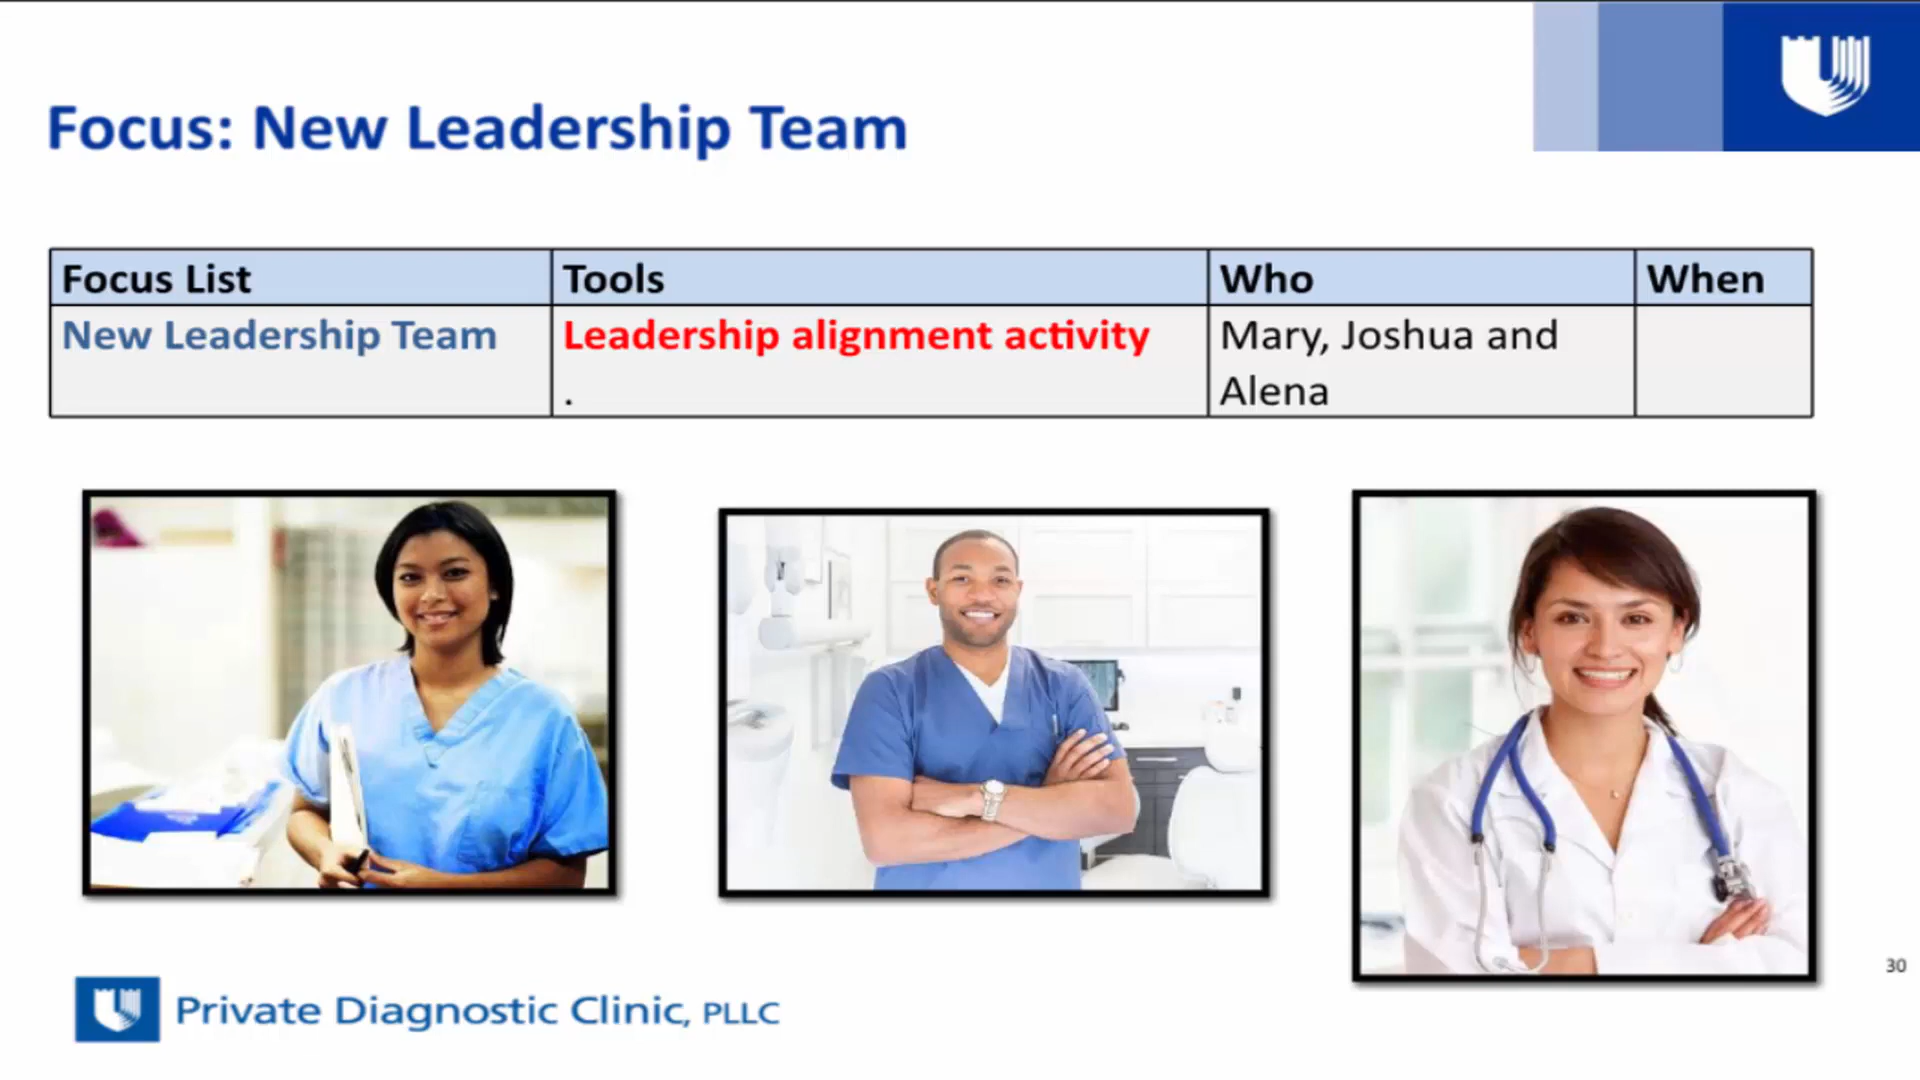 Focus: New Leadership Team
Focus List
Tools
Who
When
New Leadership Team
Leadership alignment activity
.
Mary, Joshua and
Alena
30
Private Diagnostic Clinic, PLLC